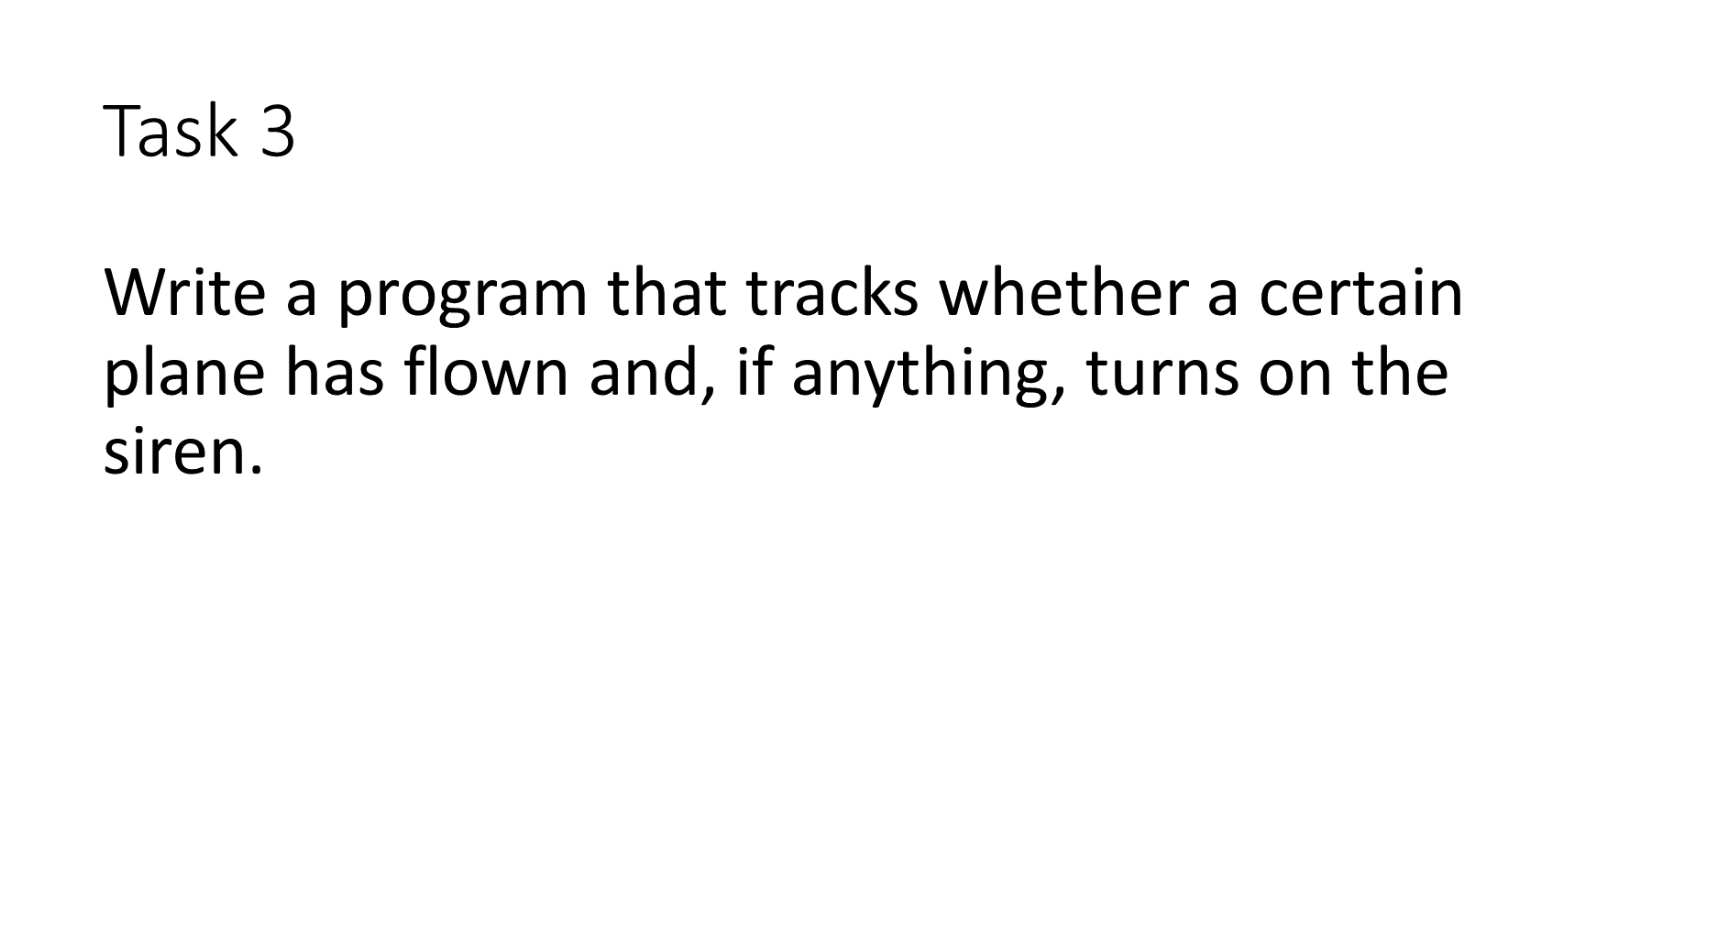 Task 3
Write a program that tracks whether a certain
plane has flown and, if anything, turns on the
siren.